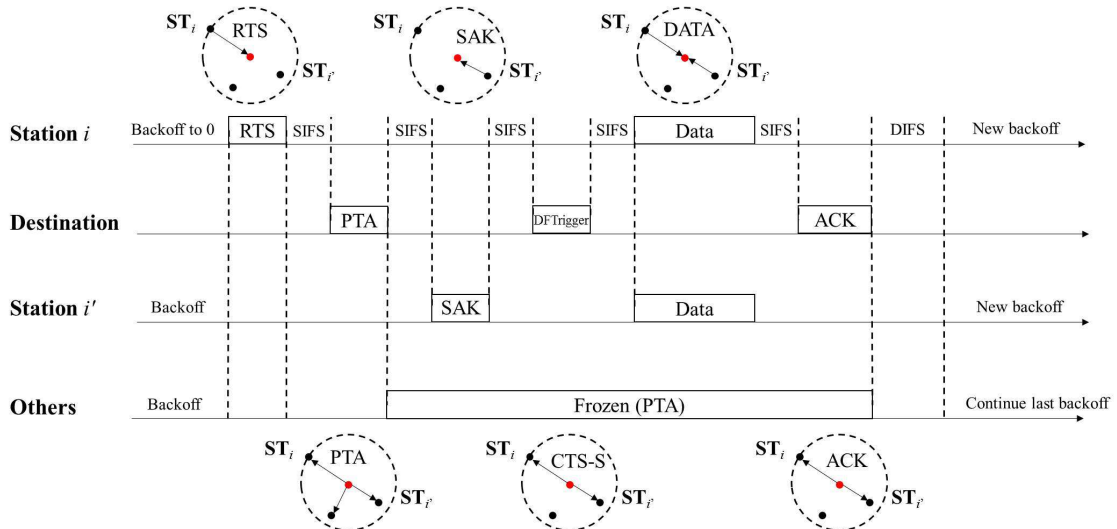 ST_i RTS ST_i'
ST_i SAK ST_i'
ST_i DATA ST_i'
Station i Backoff to 0 RTS SIFS SIFS SIFS SIFS Data SIFS DIFS New backoff
Destination PTA DFTrigger ACK
Station i' Backoff SAK Data New backoff
Others Backoff Frozen (PTA) Continue last backoff
ST_i PTA ST_i'
ST_i CTS-S ST_i'
ST_i ACK ST_i'